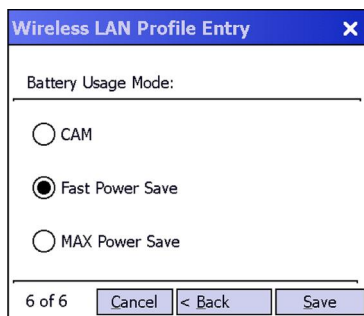 Wireless LAN Profile Entry
Battery Usage Mode:
CAM
Fast Power Save
MAX Power Save
6 of 6 Cancel < Back Save